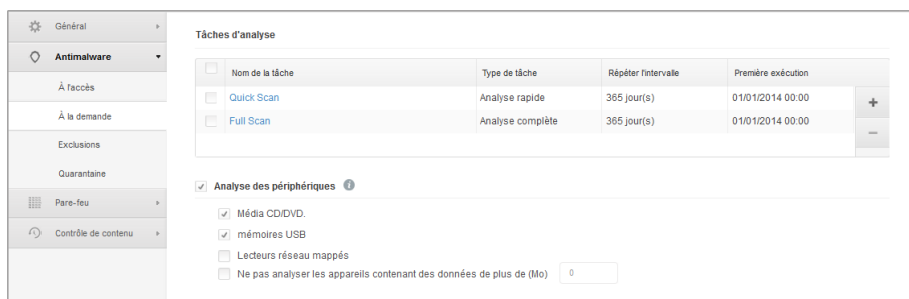 Général
Antimalware
À l'accès
À la demande
Exclusions
Quarantaine
Pare-feu
Contrôle de contenu
Tâches d'analyse
Nom de la tâche Type de tâche Répéter l'intervalle Première exécution
Quick Scan Analyse rapide 365 jour(s) 01/01/2014 00:00
Full Scan Analyse complète 365 jour(s) 01/01/2014 00:00
Analyse des périphériques
Média CD/DVD.
mémoires USB
Lecteurs réseau mappés
Ne pas analyser les appareils contenant des données de plus de (Mo) 0